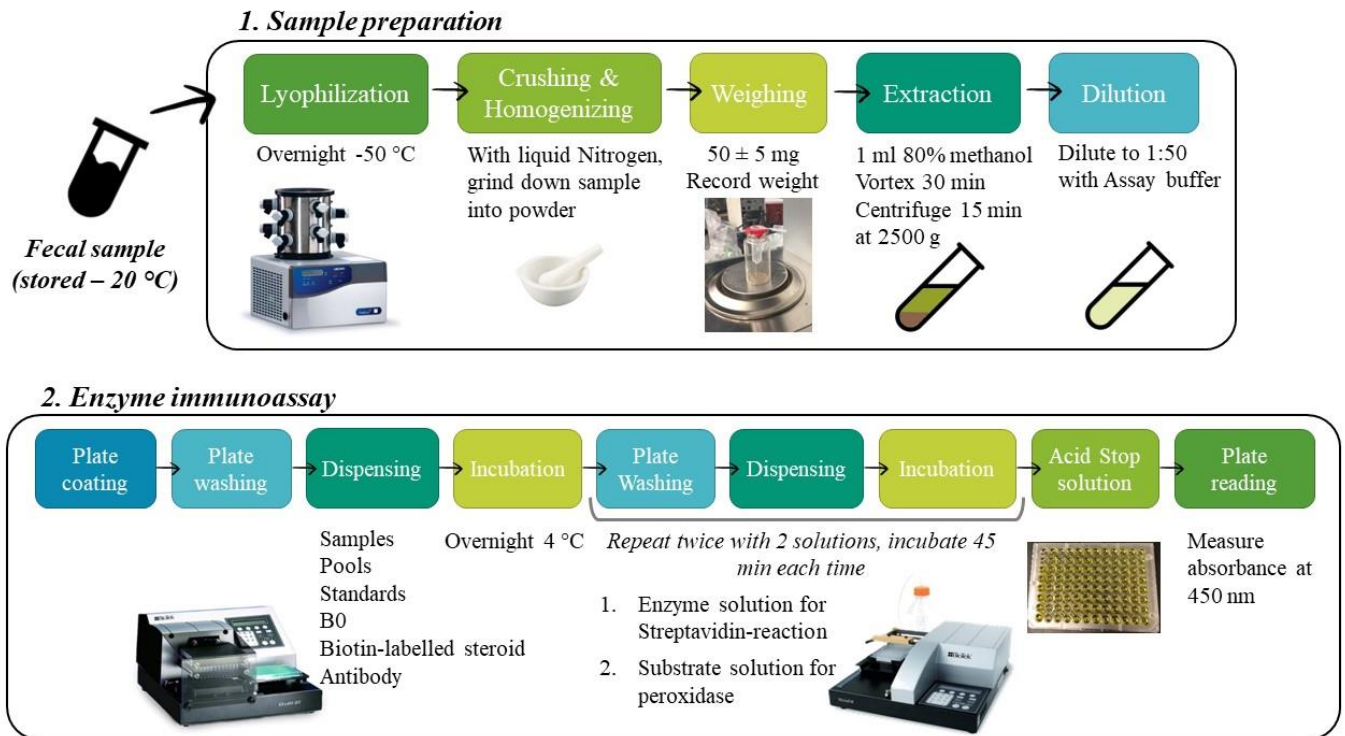 1. Sample preparation
Lyophilization
Crushing &
Homogenizing
Weighing
Extraction
Dilution
Overnight -50 °C
With liquid Nitrogen,
grind down sample
into powder
50 ± 5 mg
Record weight
1 ml 80% methanol
Vortex 30 min
Centrifuge 15 min
at 2500 g
Dilute to 1:50
with Assay buffer
Fecal sample
(stored – 20 °C)
2. Enzyme immunoassay
Plate
coating
Plate
washing
Dispensing
Incubation
Plate
Washing
Dispensing
Incubation
Acid Stop
solution
Plate
reading
Samples
Pools
Standards
B0
Biotin-labelled steroid
Antibody
Overnight 4 °C
Repeat twice with 2 solutions, incubate 45
min each time
1. Enzyme solution for
Streptavidin-reaction
2. Substrate solution for
peroxidase
Measure
absorbance at
450 nm
BioTek
BioTek